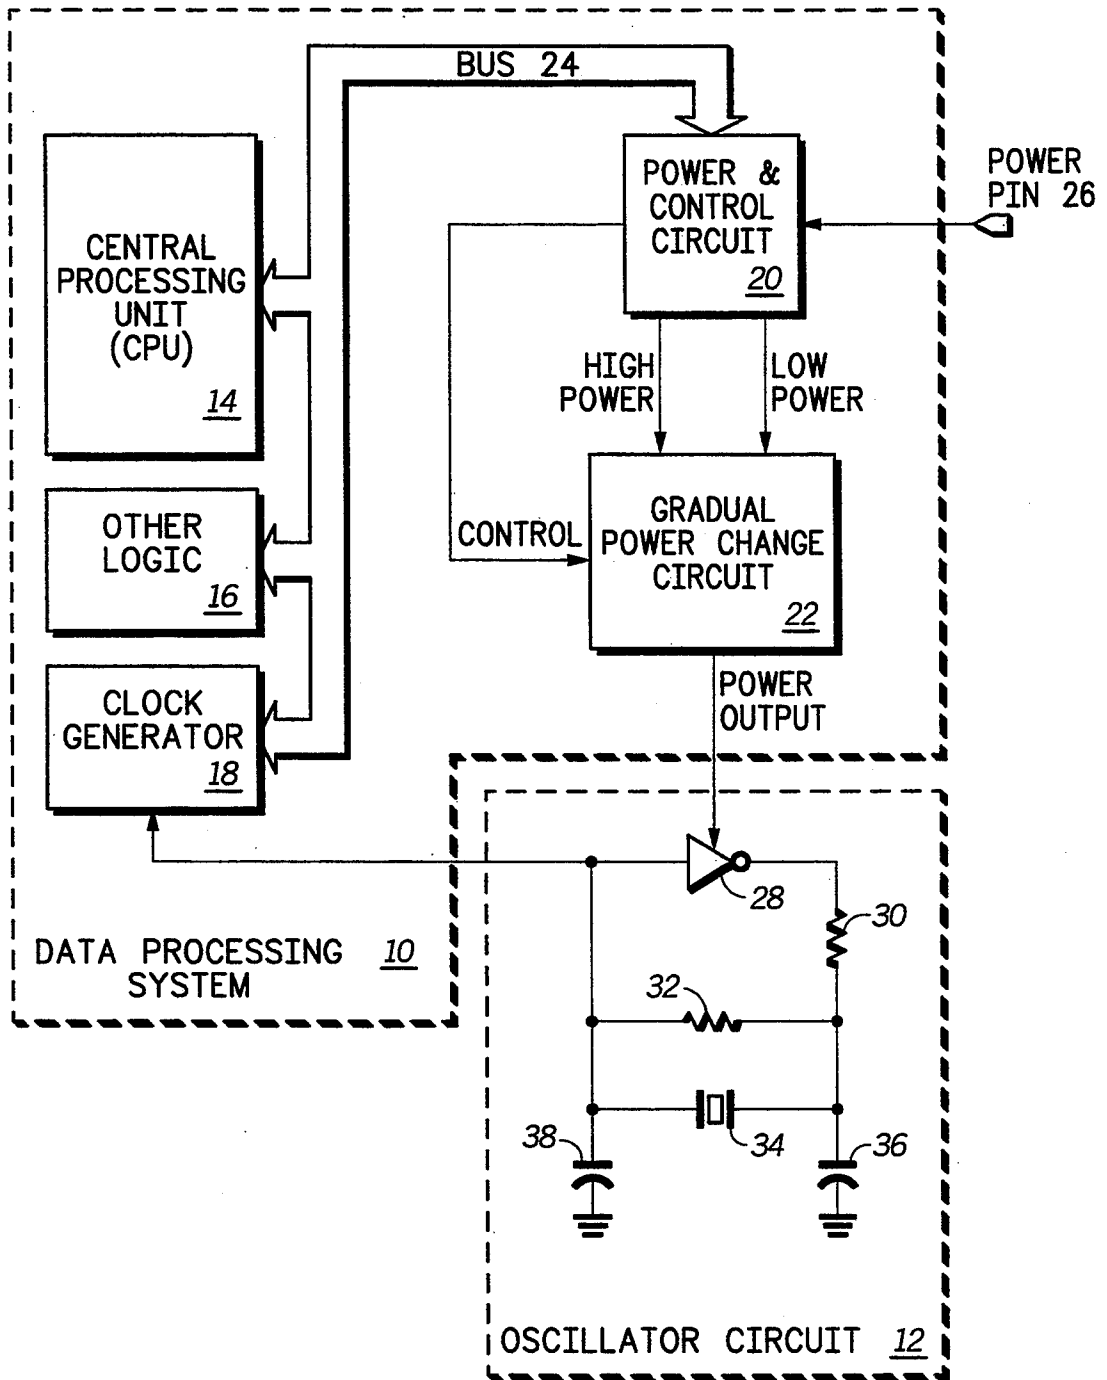 BUS 24
POWER
PIN 26
POWER &
CONTROL
CIRCUIT
20
CENTRAL
PROCESSING
UNIT
(CPU)
14
HIGH
POWER
LOW
POWER
OTHER
LOGIC
16
CONTROL
GRADUAL
POWER CHANGE
CIRCUIT
22
CLOCK
GENERATOR
18
POWER
OUTPUT
28
30
DATA PROCESSING 10
SYSTEM
32
34
38
36
OSCILLATOR CIRCUIT 12